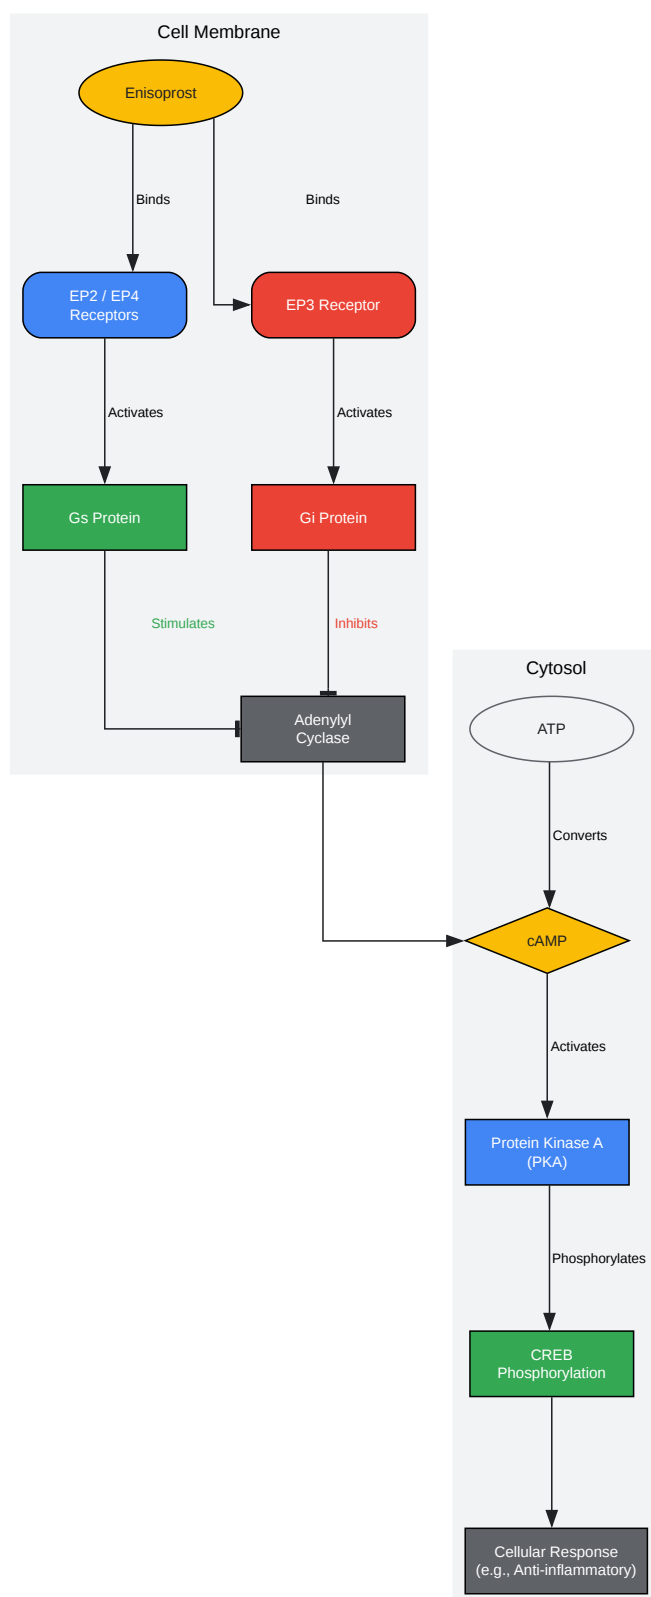 Cell Membrane
Enisoprost
Binds
Binds
EP2 / EP4
Receptors
EP3 Receptor
Activates
Activates
Gs Protein
Gi Protein
Stimulates
Inhibits
Adenylyl
Cyclase
Cytosol
ATP
Converts
cAMP
Activates
Protein Kinase A
(PKA)
Phosphorylates
CREB
Phosphorylation
Cellular Response
(e.g., Anti-inflammatory)